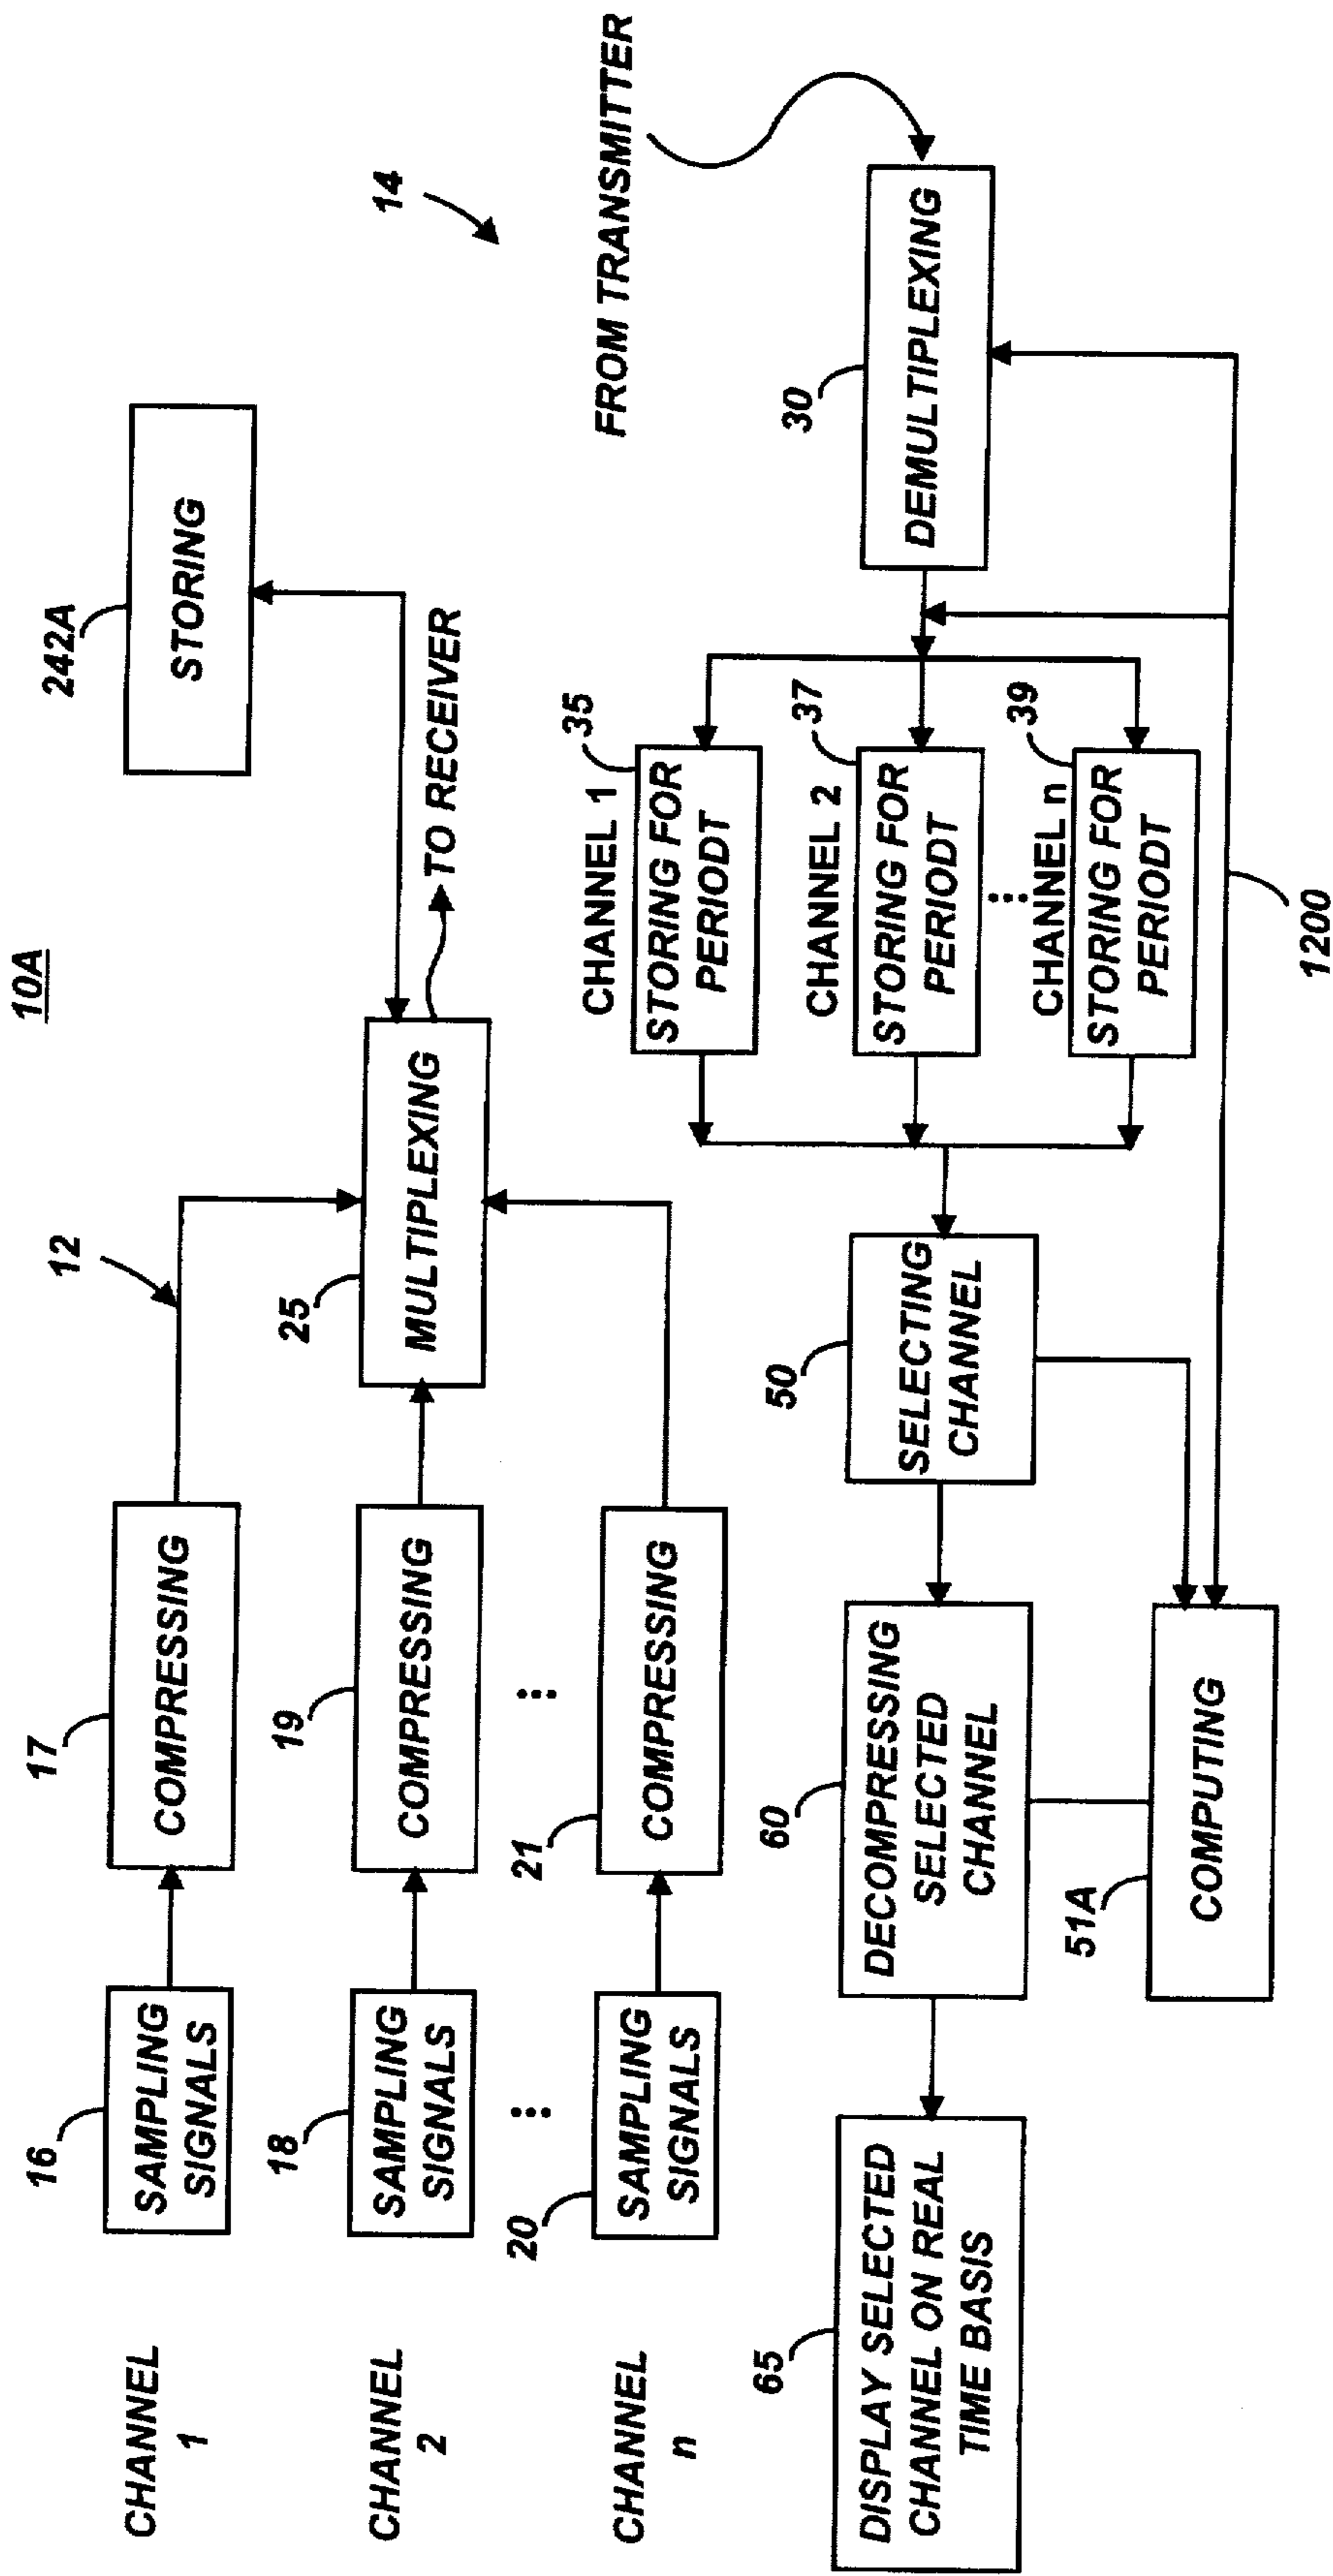 10A
CHANNEL
1
16
SAMPLING
SIGNALS
17
COMPRESSING
12
242A
STORING
CHANNEL
2
18
SAMPLING
SIGNALS
19
COMPRESSING
25
MULTIPLEXING
TO RECEIVER
14
CHANNEL
n
20
SAMPLING
SIGNALS
21
COMPRESSING
FROM TRANSMITTER
65
DISPLAY SELECTED
CHANNEL ON REAL
TIME BASIS
60
DECOMPRESSING
SELECTED
CHANNEL
50
SELECTING
CHANNEL
CHANNEL 1
35
STORING FOR
PERIODT
CHANNEL 2
37
STORING FOR
PERIODT
CHANNEL n
39
STORING FOR
PERIODT
30
DEMULTIPLEXING
51A
COMPUTING
1200